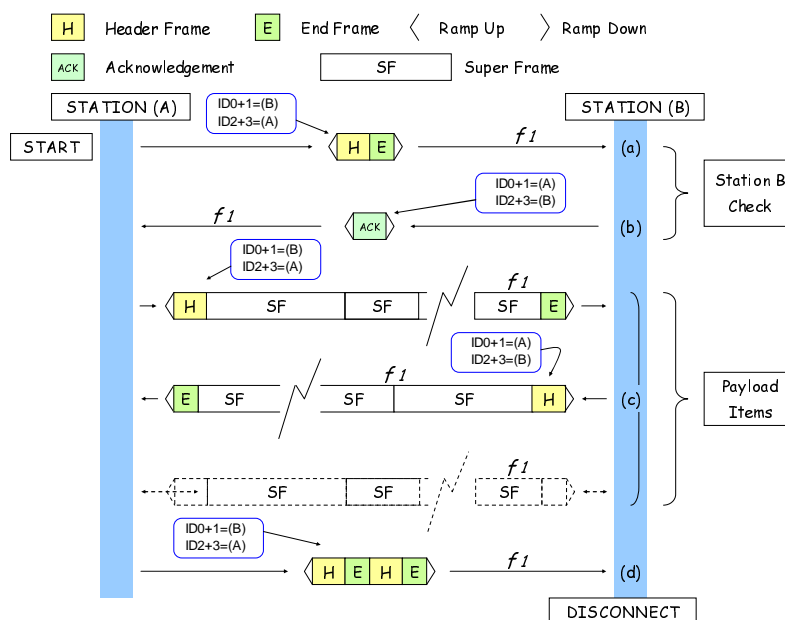 H Header Frame E End Frame Ramp Up Ramp Down
ACK Acknowledgement SF Super Frame
STATION (A) STATION (B)
ID0+1=(B)
ID2+3=(A)
START H E f1 (a)
Station B
Check
ID0+1=(A)
ID2+3=(B)
f1 ACK (b)
ID0+1=(B)
ID2+3=(A)
f1
H SF SF SF E
ID0+1=(A)
ID2+3=(B)
f1
E SF SF SF H (c)
Payload
Items
f1
SF SF SF
ID0+1=(B)
ID2+3=(A)
H E H E f1 (d)
DISCONNECT